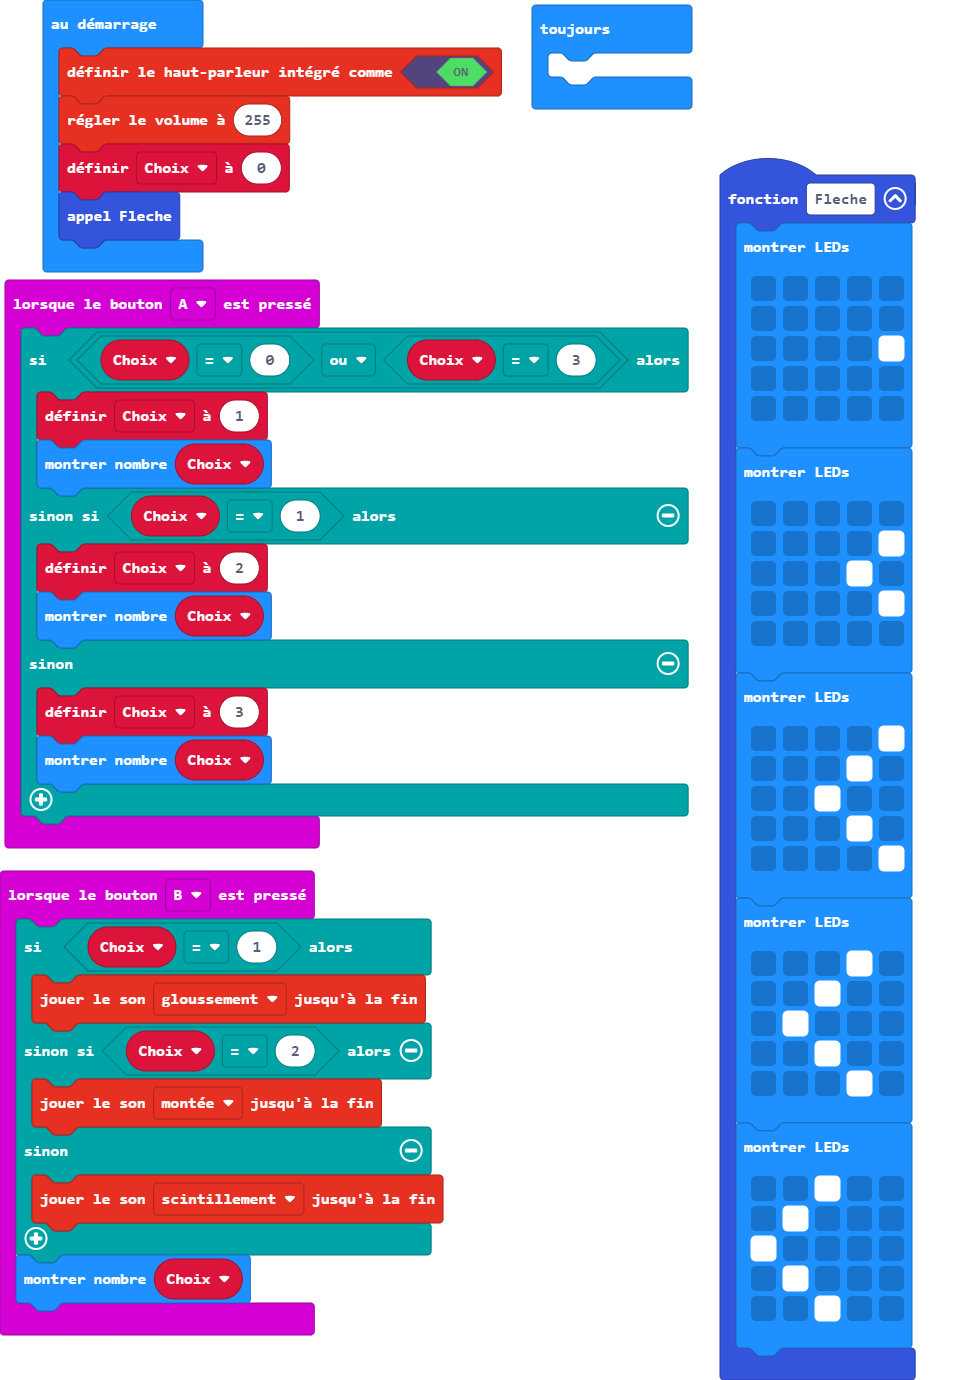 au démarrage
définir le haut-parleur intégré comme ON
régler le volume à 255
définir Choix à 0
appel Fleche
toujours
lorsque le bouton A est pressé
si Choix = 0 ou Choix = 3 alors
définir Choix à 1
montrer nombre Choix
sinon si Choix = 1 alors
définir Choix à 2
montrer nombre Choix
sinon
définir Choix à 3
montrer nombre Choix
lorsque le bouton B est pressé
si Choix = 1 alors
jouer le son gloussement jusqu'à la fin
sinon si Choix = 2 alors
jouer le son montée jusqu'à la fin
sinon
jouer le son scintillement jusqu'à la fin
montrer nombre Choix
fonction Fleche
montrer LEDs
montrer LEDs
montrer LEDs
montrer LEDs
montrer LEDs